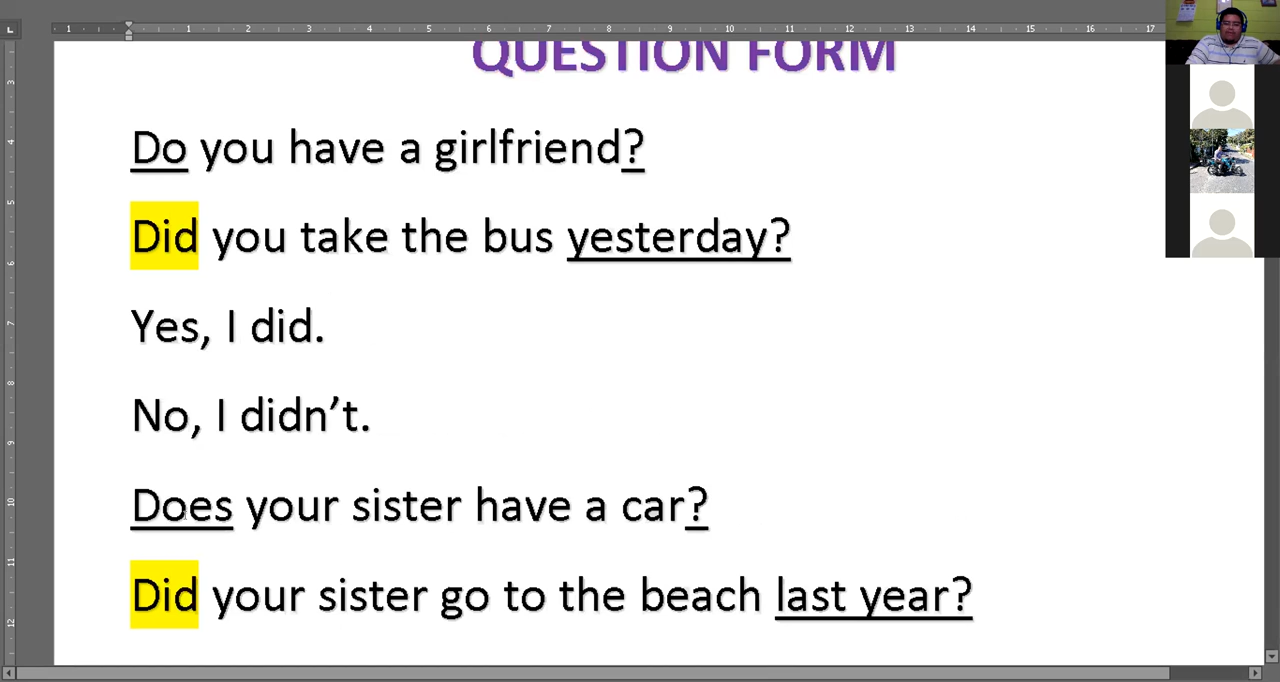 QUESTION FORM
Do you have a girlfriend?
Did you take the bus yesterday?
Yes, I did.
No, I didn’t.
Does your sister have a car?
Did your sister go to the beach last year?